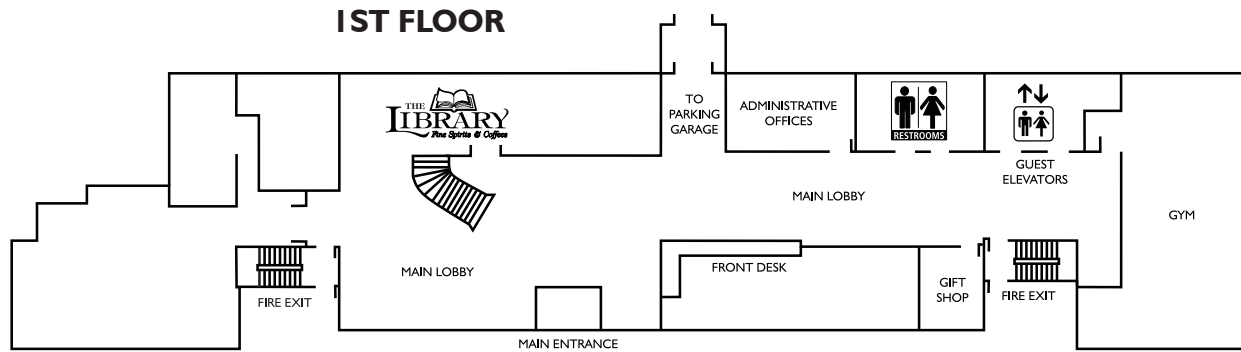 1ST FLOOR
THE
LIBRARY
Fine Spirits & Coffees
TO
PARKING
GARAGE
ADMINISTRATIVE
OFFICES
RESTROOMS
GUEST
ELEVATORS
MAIN LOBBY
GYM
MAIN LOBBY
FRONT DESK
GIFT
SHOP
FIRE EXIT
FIRE EXIT
MAIN ENTRANCE